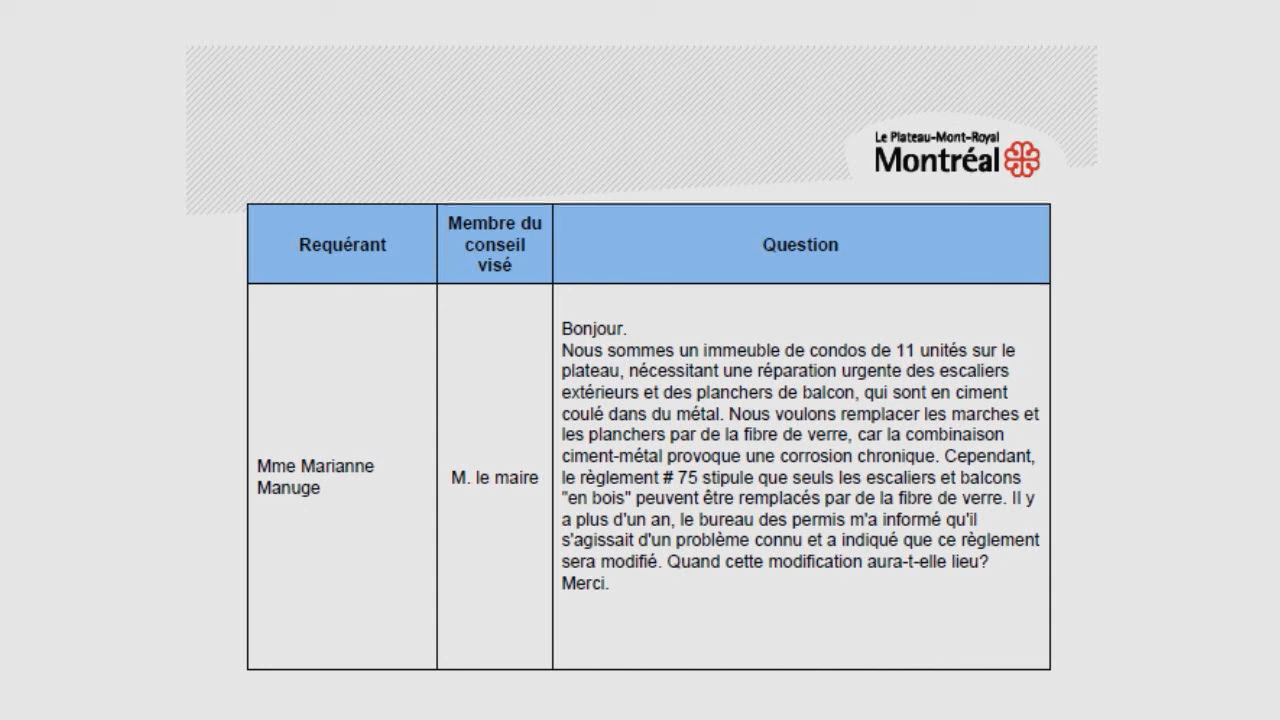 Le Plateau-Mont-Royal
Montréal
Requérant
Membre du
conseil
visé
Question
Mme Marianne
Manuge
M. le maire
Bonjour.
Nous sommes un immeuble de condos de 11 unités sur le
plateau, nécessitant une réparation urgente des escaliers
extérieurs et des planchers de balcon, qui sont en ciment
coulé dans du métal. Nous voulons remplacer les marches et
les planchers par de la fibre de verre, car la combinaison
ciment-métal provoque une corrosion chronique. Cependant,
le règlement # 75 stipule que seuls les escaliers et balcons
"en bois" peuvent être remplacés par de la fibre de verre. Il y
a plus d'un an, le bureau des permis m'a informé qu'il
s'agissait d'un problème connu et a indiqué que ce règlement
sera modifié. Quand cette modification aura-t-elle lieu?
Merci.